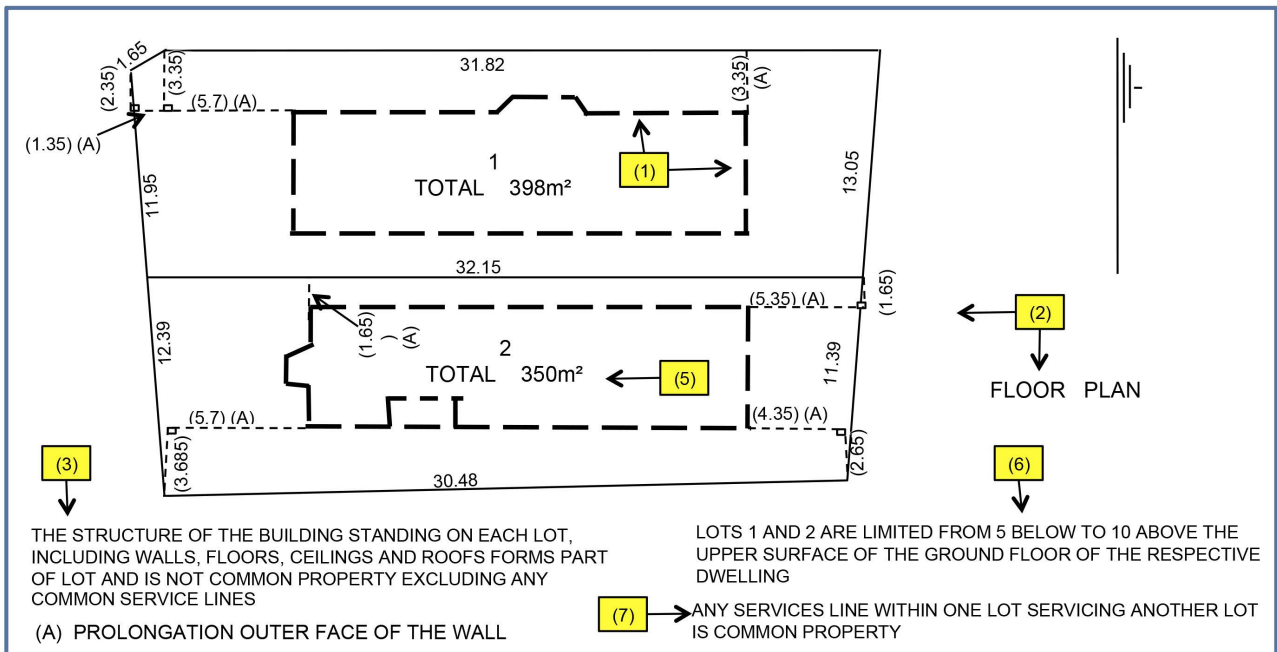 1.65
31.82
(2.35)
(3.35)
(3.35)
(A)
(5.7) (A)
(1.35) (A)
1
(1)
TOTAL 398m²
11.95
13.05
32.15
(5.35) (A)
(1.65)
(1.65)
)
(A)
(2)
12.39
2
TOTAL 350m²
(5)
11.39
FLOOR PLAN
(5.7) (A)
(4.35) (A)
(3)
(3.685)
(2.65)
(6)
30.48
THE STRUCTURE OF THE BUILDING STANDING ON EACH LOT,
INCLUDING WALLS, FLOORS, CEILINGS AND ROOFS FORMS PART
OF LOT AND IS NOT COMMON PROPERTY EXCLUDING ANY
COMMON SERVICE LINES
(A) PROLONGATION OUTER FACE OF THE WALL
LOTS 1 AND 2 ARE LIMITED FROM 5 BELOW TO 10 ABOVE THE
UPPER SURFACE OF THE GROUND FLOOR OF THE RESPECTIVE
DWELLING
(7)
ANY SERVICES LINE WITHIN ONE LOT SERVICING ANOTHER LOT
IS COMMON PROPERTY